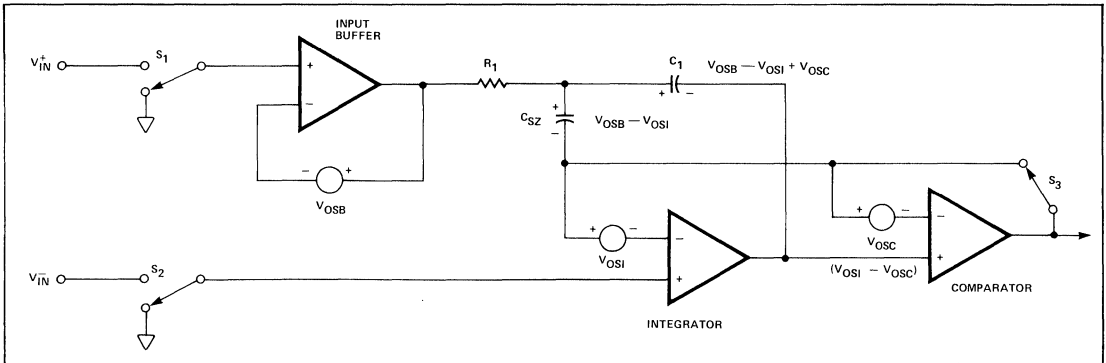 INPUT
BUFFER
V⁺IN
S1
+
−
R1
C1
VOSB − VOSI + VOSC
+ −
+
CSZ
−
VOSB − VOSI
− +
VOSB
S3
+ −
VOSI
−
+
+ −
VOSC
−
+
(VOSI − VOSC)
COMPARATOR
V⁻IN
S2
INTEGRATOR